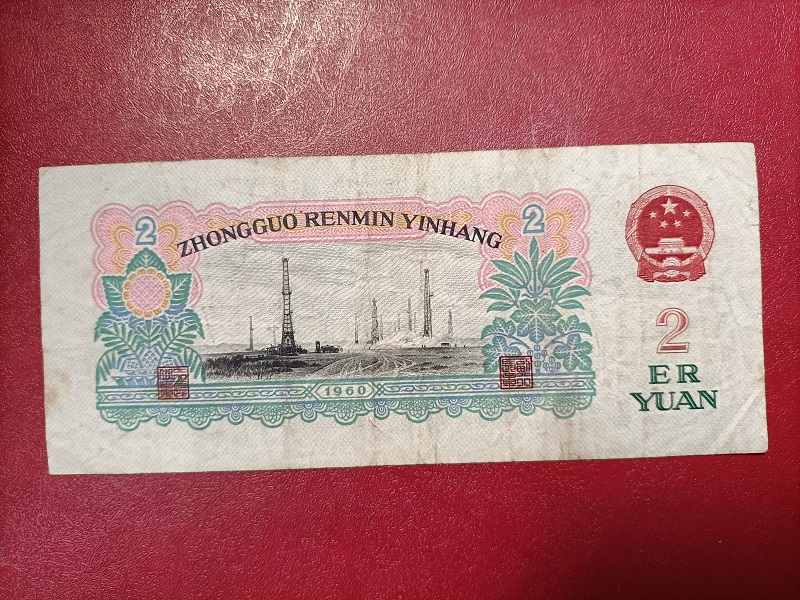 2
ZHONGGUO RENMIN YINHANG
2
1960
2
ER
YUAN